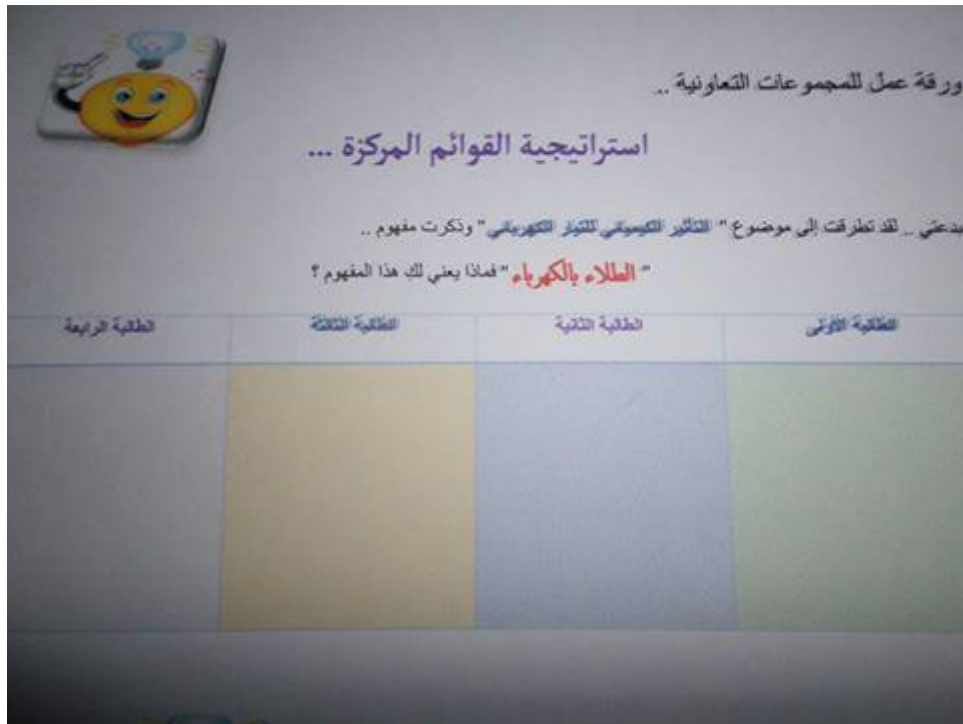 ورقة عمل للمجموعات التعاونية ..
استراتيجية القوائم المركزة ...
مبدعتي .. لقد تطرقت إلى موضوع " التأثير الكيميائي للتيار الكهربائي " وذكرت مفهوم ..
" الطلاء بالكهرباء " فماذا يعني لكِ هذا المفهوم ؟
الطالبة الأولى
الطالبة الثانية
الطالبة الثالثة
الطالبة الرابعة